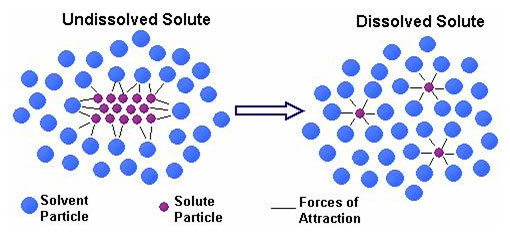 Undissolved Solute
Dissolved Solute
Solvent
Particle
Solute
Particle
Forces of
Attraction